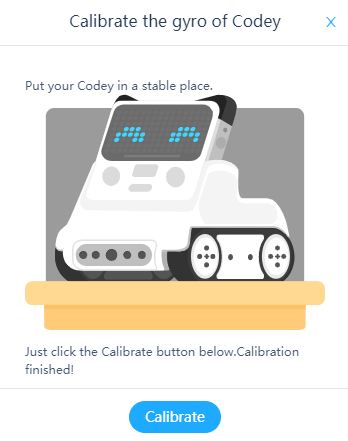 Calibrate the gyro of Codey
Put your Codey in a stable place.
Just click the Calibrate button below.Calibration
finished!
Calibrate